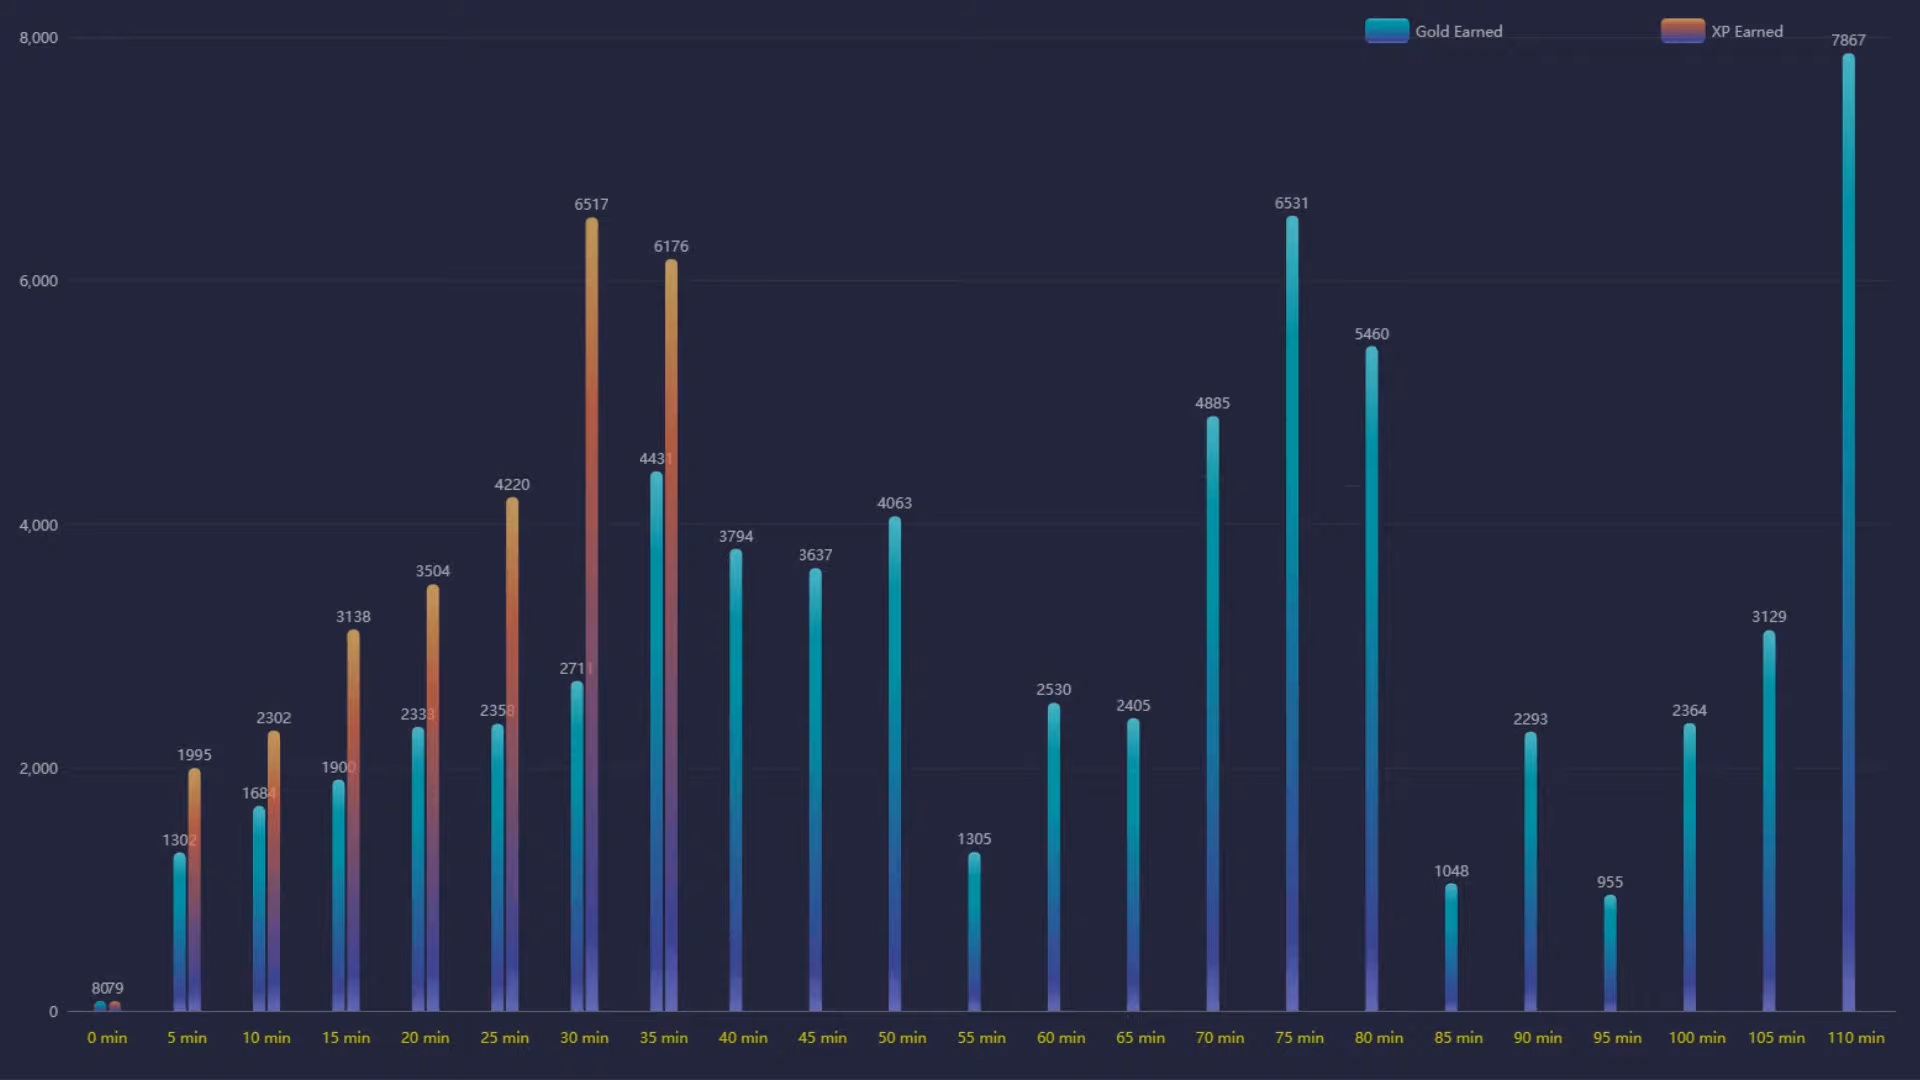 Gold Earned
XP Earned
8,000
6,000
4,000
2,000
0
80
79
1302
1995
1684
2302
1900
3138
2333
3504
2358
4220
2711
6517
4431
6176
3794
3637
4063
1305
2530
2405
4885
6531
5460
1048
2293
955
2364
3129
7867
0 min
5 min
10 min
15 min
20 min
25 min
30 min
35 min
40 min
45 min
50 min
55 min
60 min
65 min
70 min
75 min
80 min
85 min
90 min
95 min
100 min
105 min
110 min